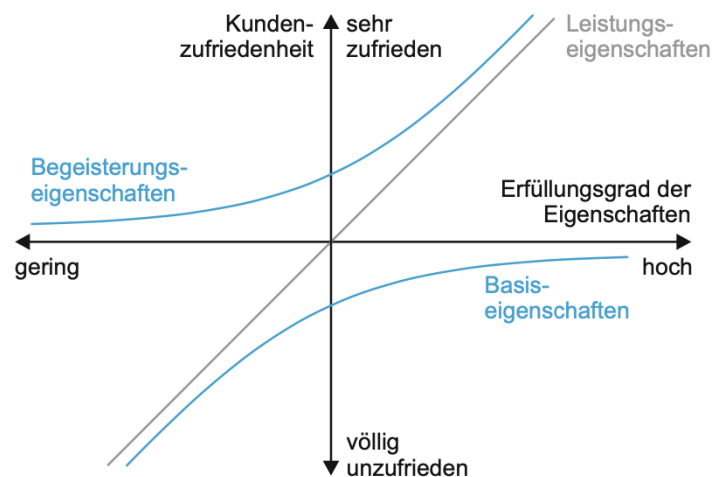 Kunden-
zufriedenheit
sehr
zufrieden
Leistungs-
eigenschaften
Begeisterungs-
eigenschaften
Erfüllungsgrad der
Eigenschaften
gering
hoch
Basis-
eigenschaften
völlig
unzufrieden